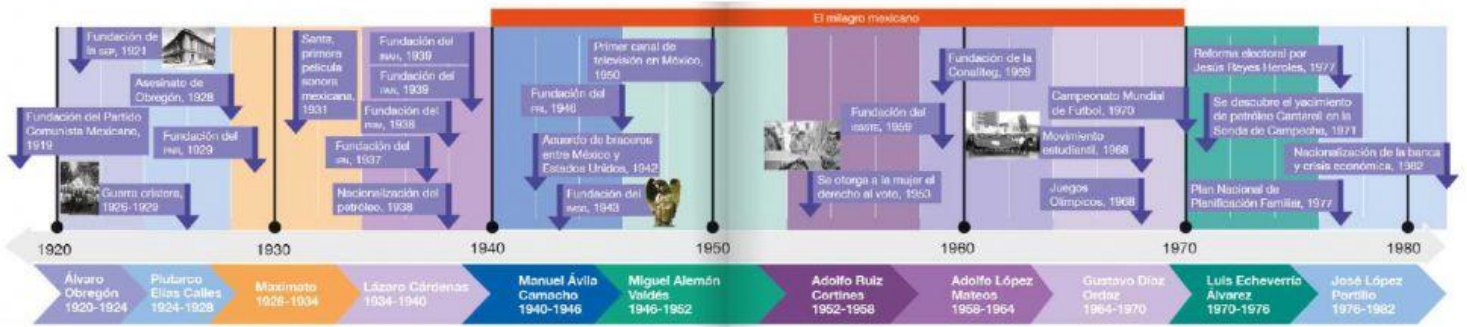 El milagro mexicano
Fundación de
la SEP, 1921
Asesinato de
Obregón, 1928
Fundación del Partido
Comunista Mexicano,
1919
Fundación del
PNR, 1929
Guerra cristera,
1926-1929
Santa,
primera
película
sonora
mexicana,
1931
Fundación del
INAH, 1939
Fundación del
PAN, 1939
Fundación del
PRM, 1938
Fundación del
IPN, 1937
Nacionalización del
petróleo, 1938
Primer canal de
televisión en México,
1950
Fundación del
PRI, 1946
Acuerdo de braceros
entre México y
Estados Unidos, 1942
Fundación del
IMSS, 1943
Fundación de la
Conaliteg, 1959
Fundación del
ISSSTE, 1959
Se otorga a la mujer el
derecho al voto, 1953
Campeonato Mundial
de Futbol, 1970
Movimiento
estudiantil, 1968
Juegos
Olímpicos, 1968
Reforma electoral por
Jesús Reyes Heroles, 1977
Se descubre el yacimiento
de petróleo Cantarell en la
Sonda de Campeche, 1971
Nacionalización de la banca
y crisis económica, 1982
Plan Nacional de
Planificación Familiar, 1977
1920
1930
1940
1950
1960
1970
1980
Álvaro
Obregón
1920-1924
Plutarco
Elías Calles
1924-1928
Maximato
1928-1934
Lázaro Cárdenas
1934-1940
Manuel Ávila
Camacho
1940-1946
Miguel Alemán
Valdés
1946-1952
Adolfo Ruiz
Cortines
1952-1958
Adolfo López
Mateos
1958-1964
Gustavo Díaz
Ordaz
1964-1970
Luis Echeverría
Álvarez
1970-1976
José López
Portillo
1976-1982